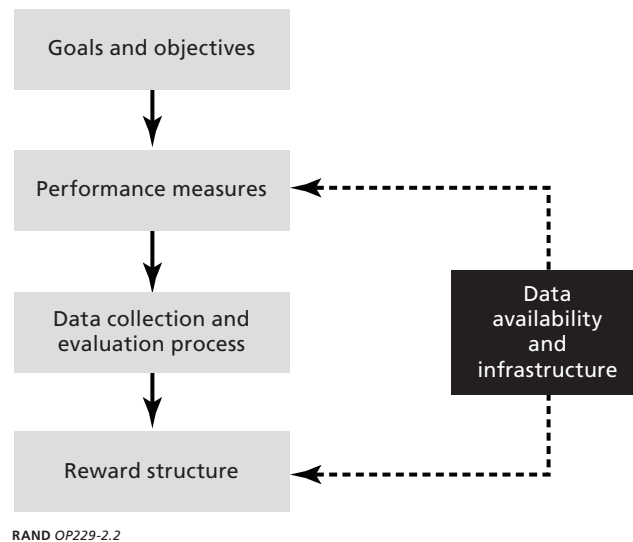 Goals and objectives
Performance measures
Data collection and
evaluation process
Reward structure
Data
availability
and
infrastructure
RAND OP229-2.2